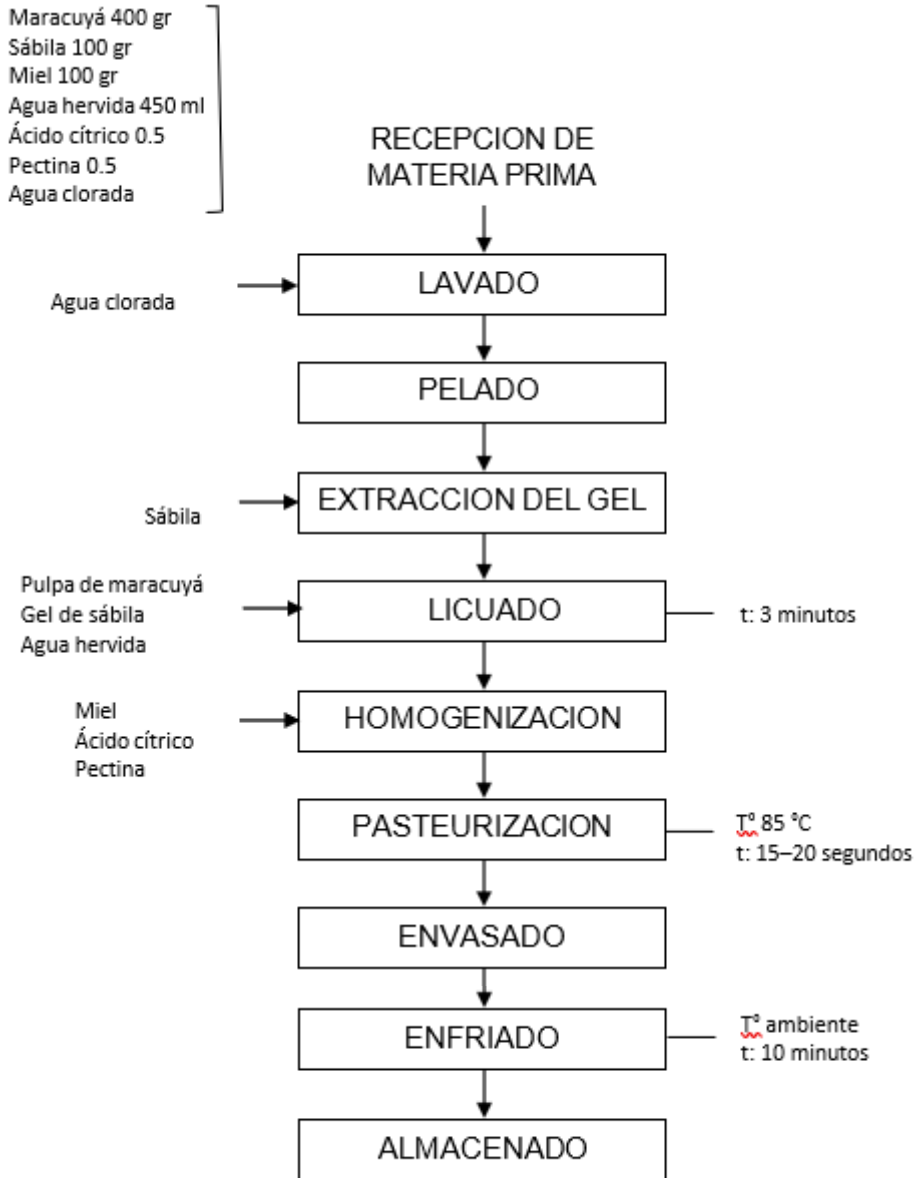 Maracuyá 400 gr
Sábila 100 gr
Miel 100 gr
Agua hervida 450 ml
Ácido cítrico 0.5
Pectina 0.5
Agua clorada
RECEPCION DE
MATERIA PRIMA
Agua clorada
LAVADO
PELADO
Sábila
EXTRACCION DEL GEL
Pulpa de maracuyá
Gel de sábila
Agua hervida
LICUADO
t: 3 minutos
Miel
Ácido cítrico
Pectina
HOMOGENIZACION
PASTEURIZACION
T° 85 °C
t: 15–20 segundos
ENVASADO
ENFRIADO
T° ambiente
t: 10 minutos
ALMACENADO